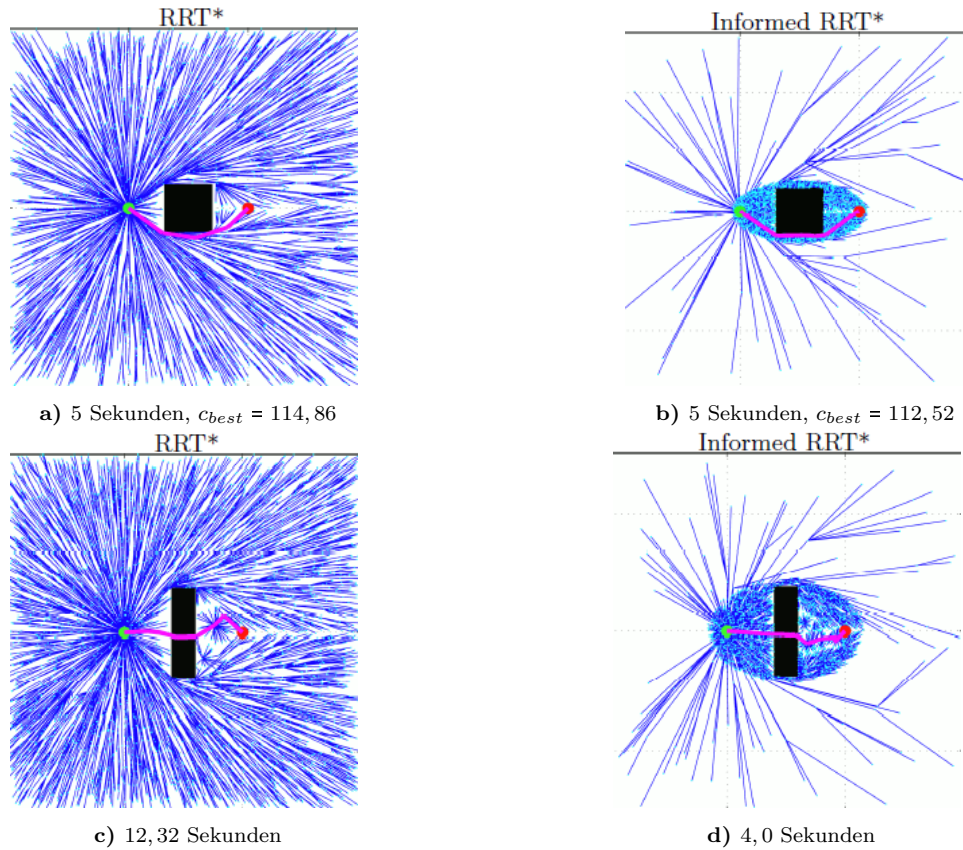 RRT*
Informed RRT*
a) 5 Sekunden, c_best = 114, 86
b) 5 Sekunden, c_best = 112, 52
RRT*
Informed RRT*
c) 12, 32 Sekunden
d) 4, 0 Sekunden